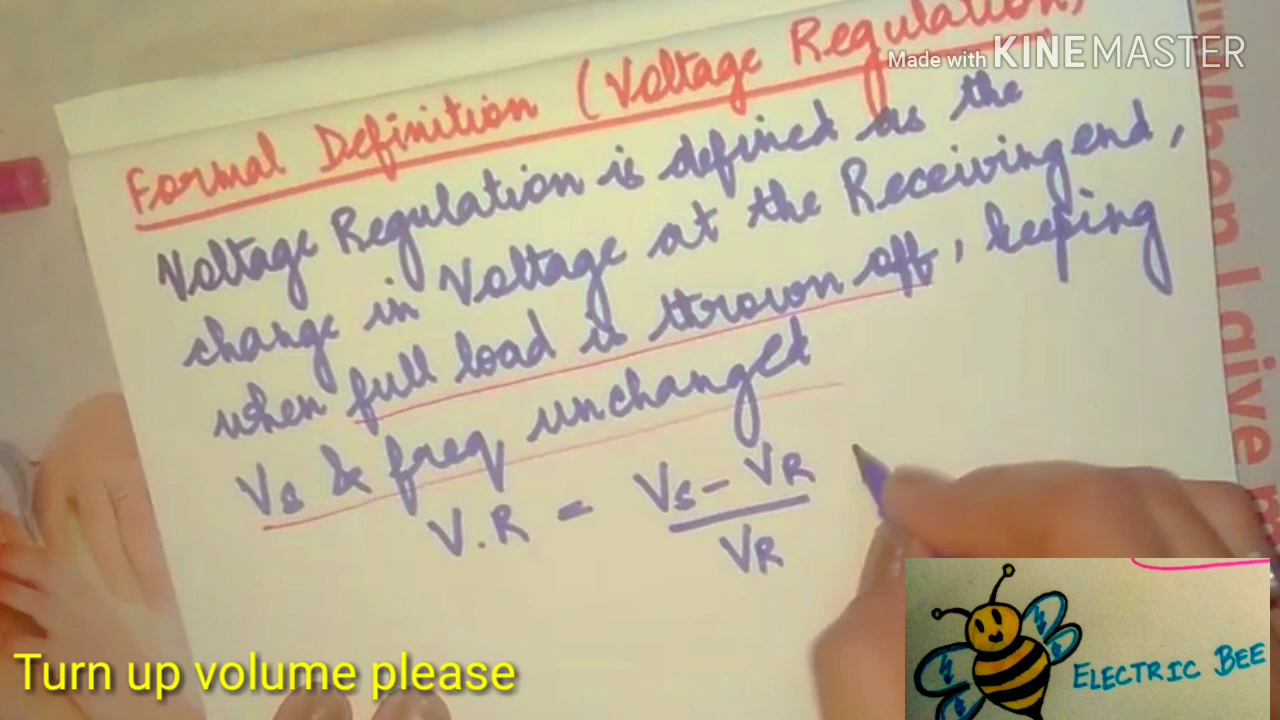 Formal Definition (Voltage Regulation)
Voltage Regulation is defined as the
change in Voltage at the Receiving end,
when full load is thrown off, keeping
Vs & freq unchanged
V.R = Vs - VR
VR
Made with KINEMASTER
when I give
Turn up volume please
ELECTRIC BEE